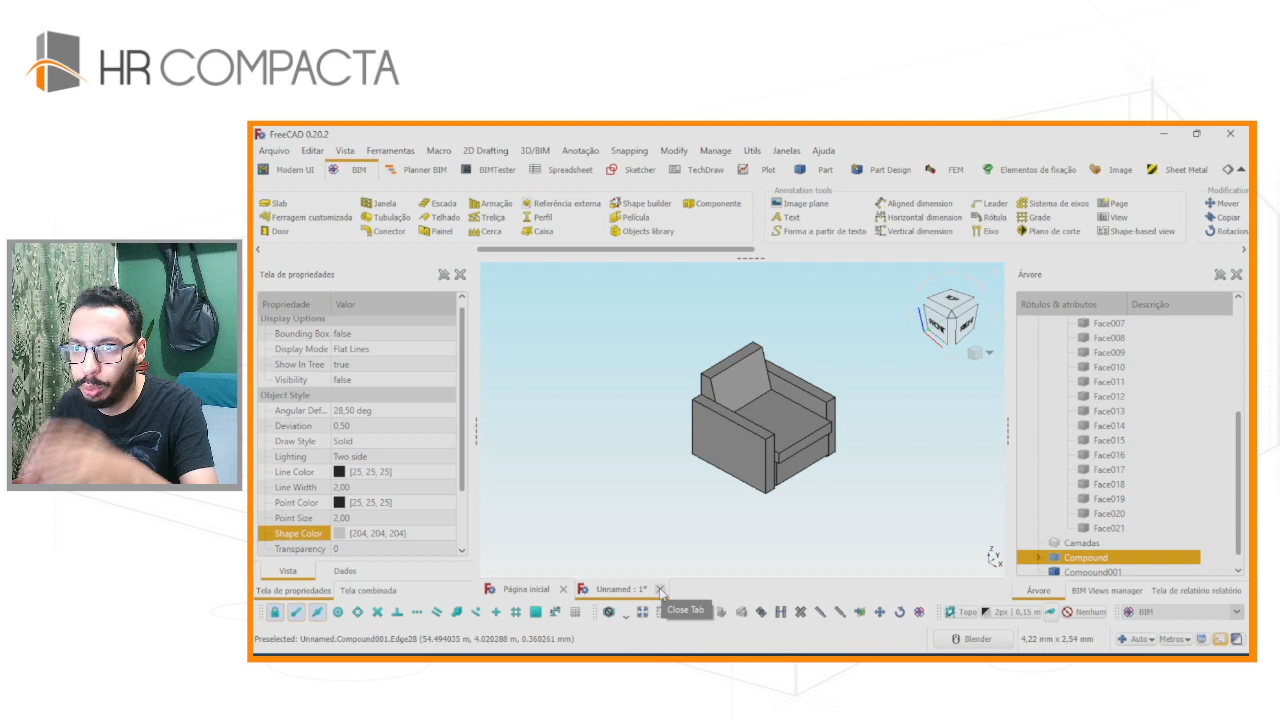 HR COMPACTA
FreeCAD 0.20.2
Arquivo Editar Vista Ferramentas Macro 2D Drafting 3D/BIM Anotação Snapping Modify Manage Utils Janelas Ajuda
Modern UI BIM Planner BIM BIMTester Spreadsheet Sketcher TechDraw Plot Part Part Design FEM Elementos de fixação Image Sheet Metal
Annotation tools Modification
Slab Janela Escada Armação Referência externa Shape builder Componente Image plane Aligned dimension Leader Sistema de eixos Page Mover
Ferragem customizada Tubulação Telhado Treliça Perfil Película Text Horizontal dimension Rótulo Grade View Copiar
Door Conector Painel Cerca Caixa Objects library Forma a partir de texto Vertical dimension Eixo Plano de corte Shape-based view Rotacion
Tela de propriedades
Propriedade Valor
Display Options
Bounding Box false
Display Mode Flat Lines
Show In Tree true
Visibility false
Object Style
Angular Def... 28,50 deg
Deviation 0,50
Draw Style Solid
Lighting Two side
Line Color [25, 25, 25]
Line Width 2,00
Point Color [25, 25, 25]
Point Size 2,00
Shape Color [204, 204, 204]
Transparency 0
Vista Dados
Tela de propriedades Tela combinada
Z
Y
X
Página inicial Unnamed : 1*
Close Tab
Árvore
Rótulos & atributos Descrição
Face007
Face008
Face009
Face010
Face011
Face012
Face013
Face014
Face015
Face016
Face017
Face018
Face019
Face020
Face021
Camadas
Compound
Compound001
Árvore BIM Views manager Tela de relatório relatório
Topo 2px | 0,15 m Nenhum BIM
Preselected: Unnamed.Compound001.Edge28 (54.494035 m, 4.020288 m, 0.360261 mm)
Blender 4,22 mm x 2,54 mm Auto Metros